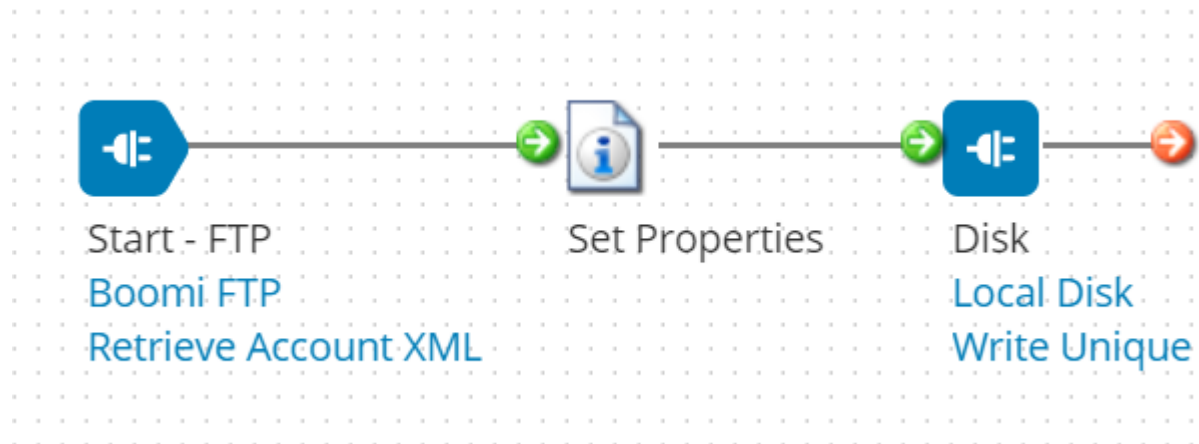 Start - FTP
Boomi FTP
Retrieve Account XML
Set Properties
Disk
Local Disk
Write Unique